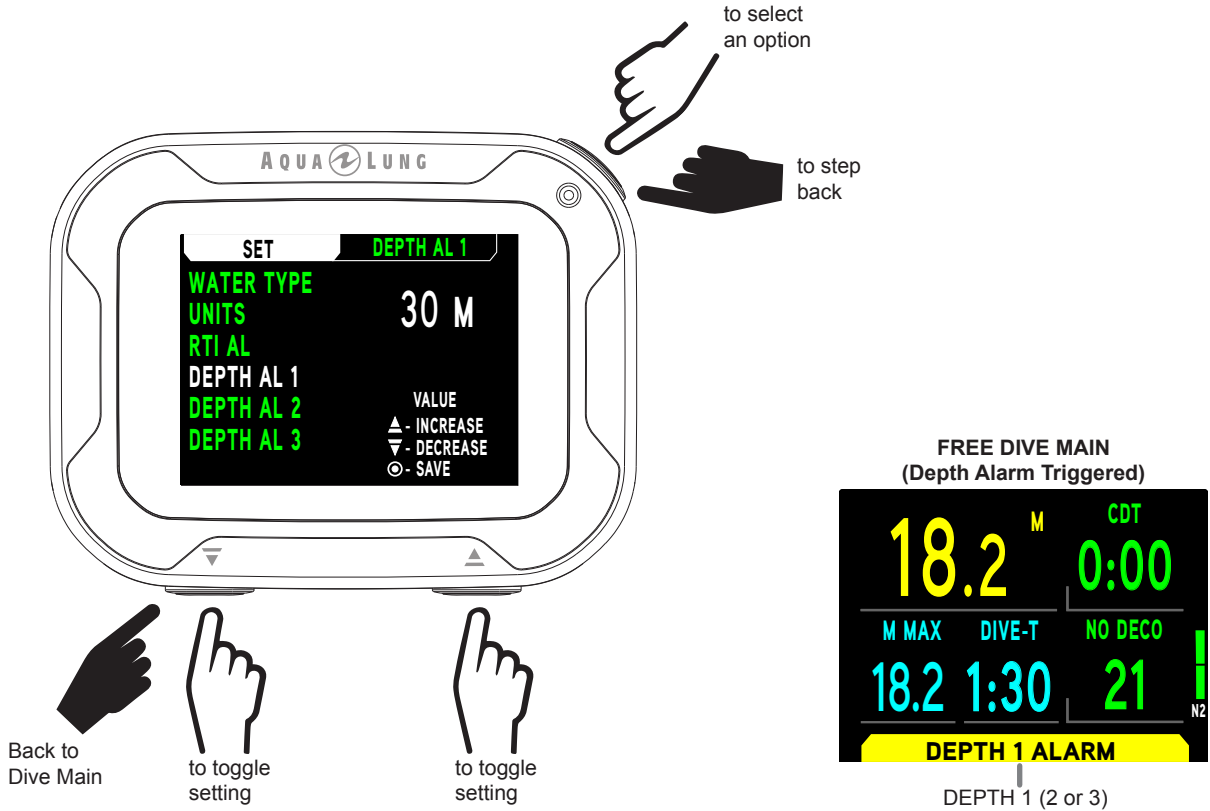 to select
an option
to step
back
AQUA LUNG
SET
DEPTH AL 1
WATER TYPE
UNITS
RTI AL
DEPTH AL 1
DEPTH AL 2
DEPTH AL 3
30 M
VALUE
- INCREASE
- DECREASE
- SAVE
Back to
Dive Main
to toggle
setting
to toggle
setting
FREE DIVE MAIN
(Depth Alarm Triggered)
18.2 M
CDT
0:00
M MAX
18.2
DIVE-T
1:30
NO DECO
21
N2
DEPTH 1 ALARM
DEPTH 1 (2 or 3)